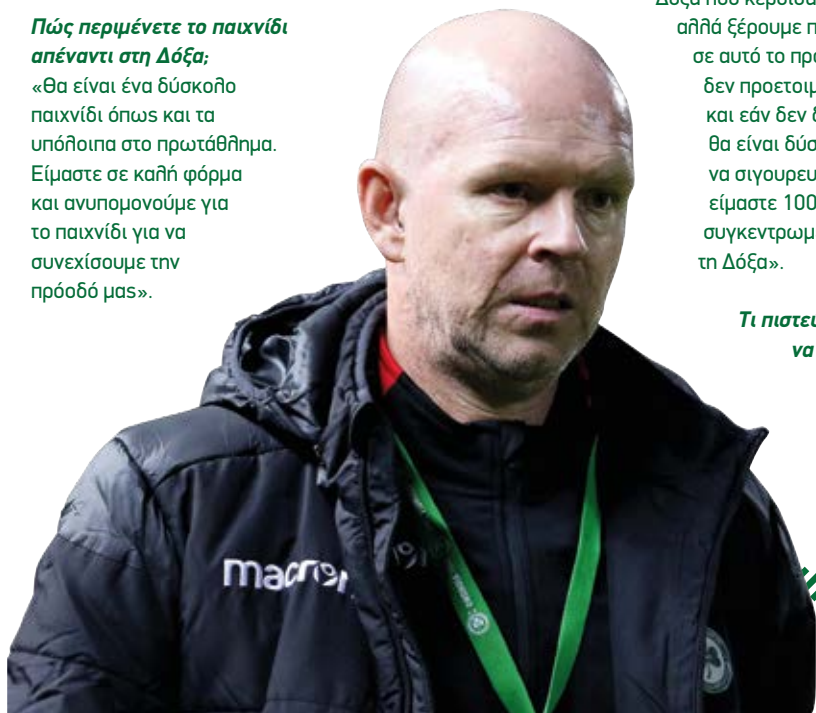 Πώς περιμένετε το παιχνίδι
απέναντι στη Δόξα;
«Θα είναι ένα δύσκολο
παιχνίδι όπως και τα
υπόλοιπα στο πρωτάθλημα.
Είμαστε σε καλή φόρμα
και ανυπομονούμε για
το παιχνίδι για να
συνεχίσουμε την
πρόοδό μας».
αλλά ξέρουμε
σε αυτό το
δεν
και εάν δεν
θα είναι
να
είμαστε 100
τη Δόξα».
Τι
να
macron